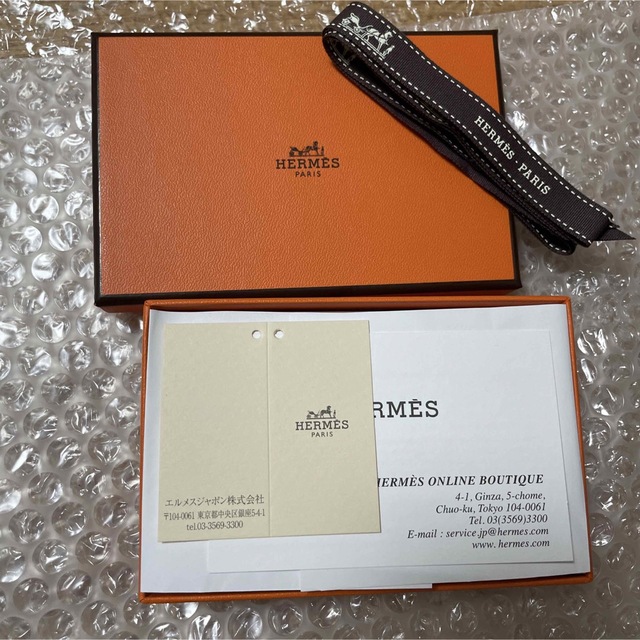 HERMÈS
PARIS
HERMÈS · PARIS
HERMÈS
PARIS
エルメスジャポン株式会社
〒104-0061 東京都中央区銀座5-4-1
tel.03-3569-3300
RMÈS
HERMÈS ONLINE BOUTIQUE
4-1, Ginza, 5-chome,
Chuo-ku, Tokyo 104-0061
Tel. 03(3569)3300
E-mail : service.jp@hermes.com
www. hermes.com